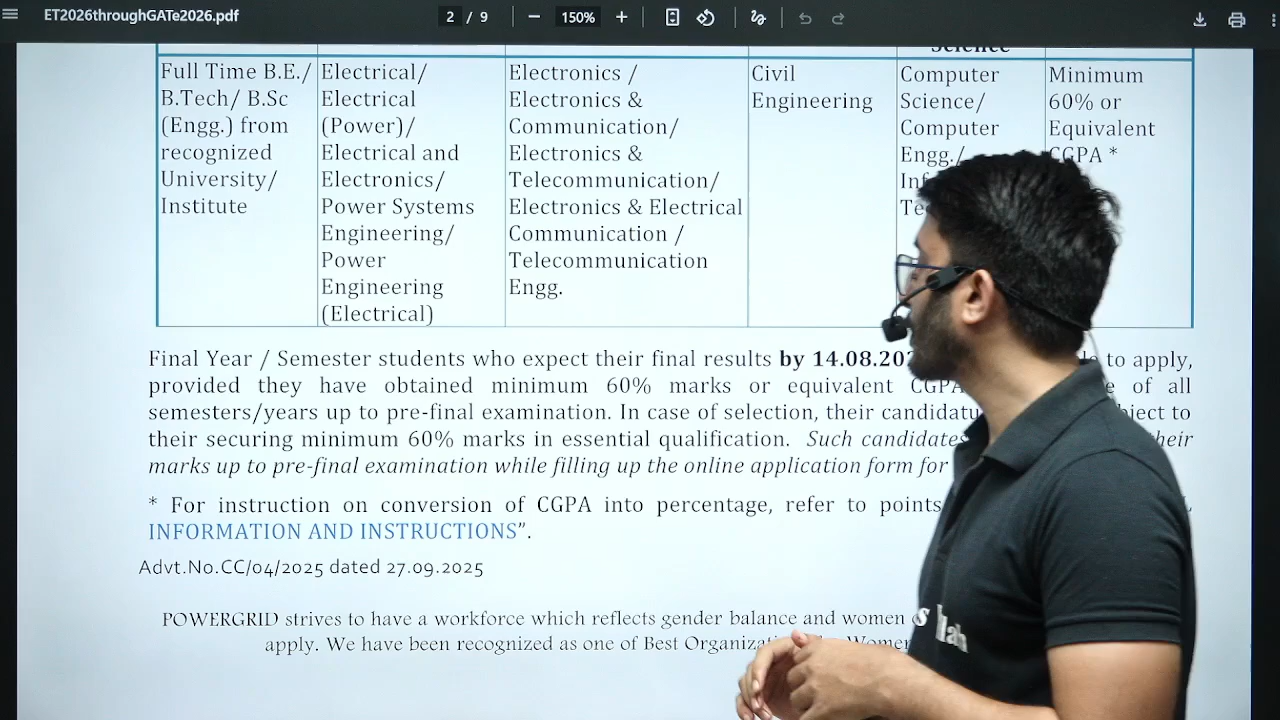 ET2026throughGATe2026.pdf
2 / 9
150%
Science
Full Time B.E./
B.Tech/ B.Sc
(Engg.) from
recognized
University/
Institute
Electrical/
Electrical
(Power)/
Electrical and
Electronics/
Power Systems
Engineering/
Power
Engineering
(Electrical)
Electronics /
Electronics &
Communication/
Electronics &
Telecommunication/
Electronics & Electrical
Communication /
Telecommunication
Engg.
Civil
Engineering
Computer
Science/
Computer
Engg./
Minimum
60% or
Equivalent
CGPA *
Final Year / Semester students who expect their final results by to apply,
provided they have obtained minimum 60% marks or equivalent CGPA of all
semesters/years up to pre-final examination. In case of selection, their to
their securing minimum 60% marks in essential qualification. Such candidates their
marks up to pre-final examination while filling up the online application form for
* For instruction on conversion of CGPA into percentage, refer to points
INFORMATION AND INSTRUCTIONS”.
Advt.No.CC/04/2025 dated 27.09.2025
POWERGRID strives to have a workforce which reflects gender balance and women
apply. We have been recognized as one of Best